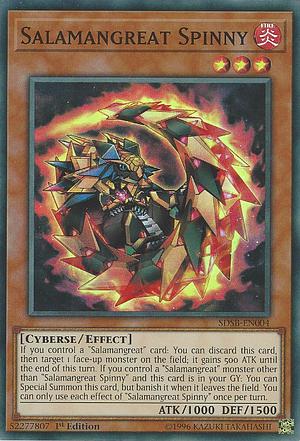 Salamangreat Spinny
FIRE
炎
SDSB-EN004
[Cyberse/Effect]
If you control a "Salamangreat" card: You can discard this card,
then target 1 face-up monster on the field; it gains 500 ATK until
the end of this turn. If you control a "Salamangreat" monster other
than "Salamangreat Spinny" and this card is in your GY: You can
Special Summon this card, but banish it when it leaves the field. You
can only use each effect of "Salamangreat Spinny" once per turn.
ATK/1000 DEF/1500
52277807 1st Edition ©1996 KAZUKI TAKAHASHI